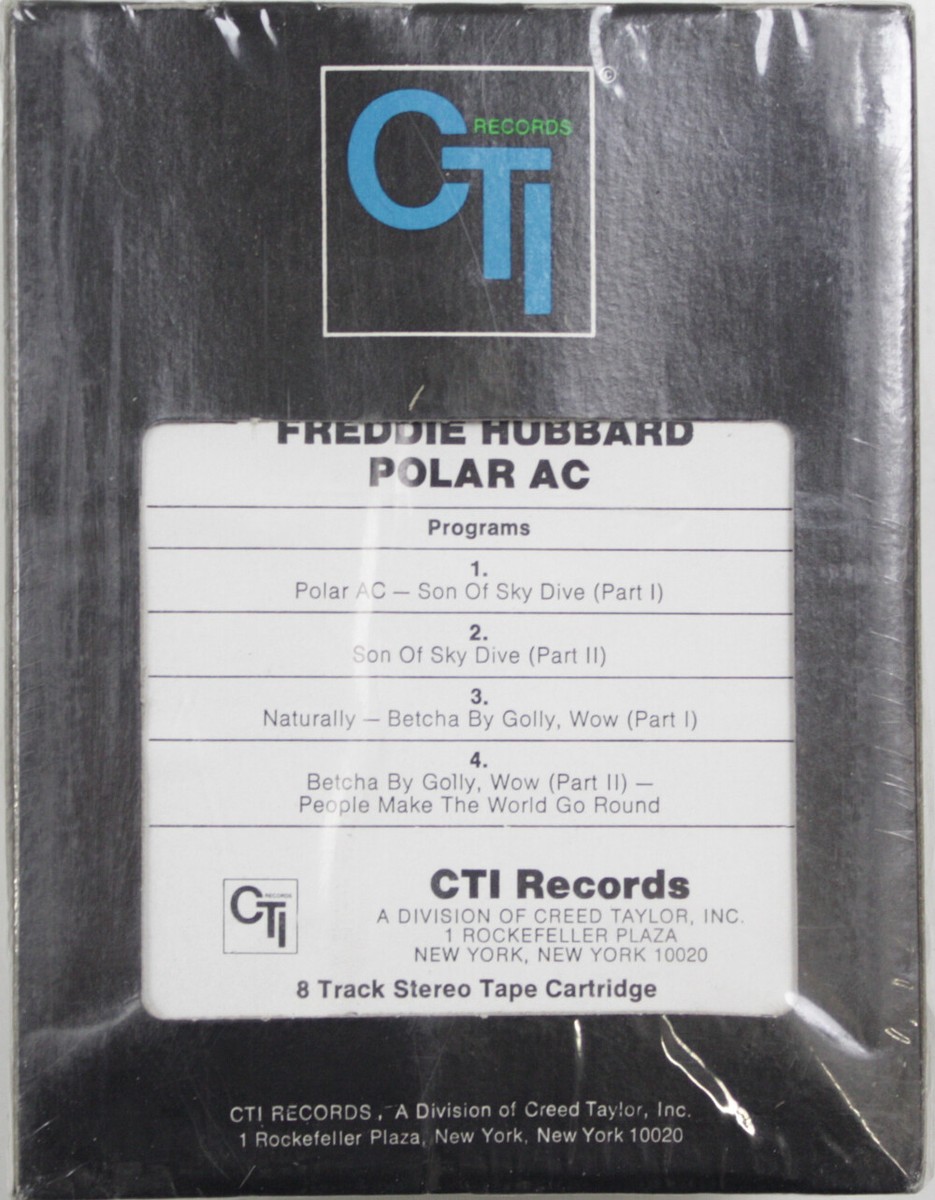 ©
RECORDS
CTI
FREDDIE HUBBARD
POLAR AC
Programs
1.
Polar AC — Son Of Sky Dive (Part I)
2.
Son Of Sky Dive (Part II)
3.
Naturally — Betcha By Golly, Wow (Part I)
4.
Betcha By Golly, Wow (Part II) —
People Make The World Go Round
RECORDS
CTI
CTI Records
A DIVISION OF CREED TAYLOR, INC.
1 ROCKEFELLER PLAZA
NEW YORK, NEW YORK 10020
8 Track Stereo Tape Cartridge
CTI RECORDS, A Division of Creed Taylor, Inc.
1 Rockefeller Plaza, New York, New York 10020